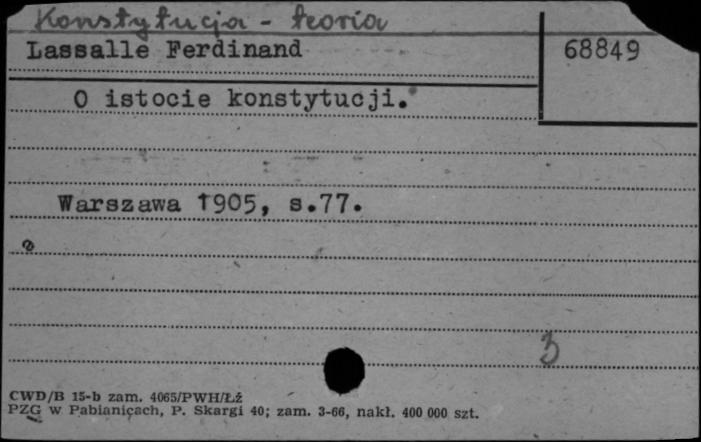 Konstytucja - teoria
Lassalle Ferdinand 68849
O istocie konstytucji.
Warszawa 1905, s.77.
3
CWD/B 15-b zam. 4065/PWH/Łź
PZG w Pabianicach, P. Skargi 40; zam. 3-66, nakł. 400 000 szt.